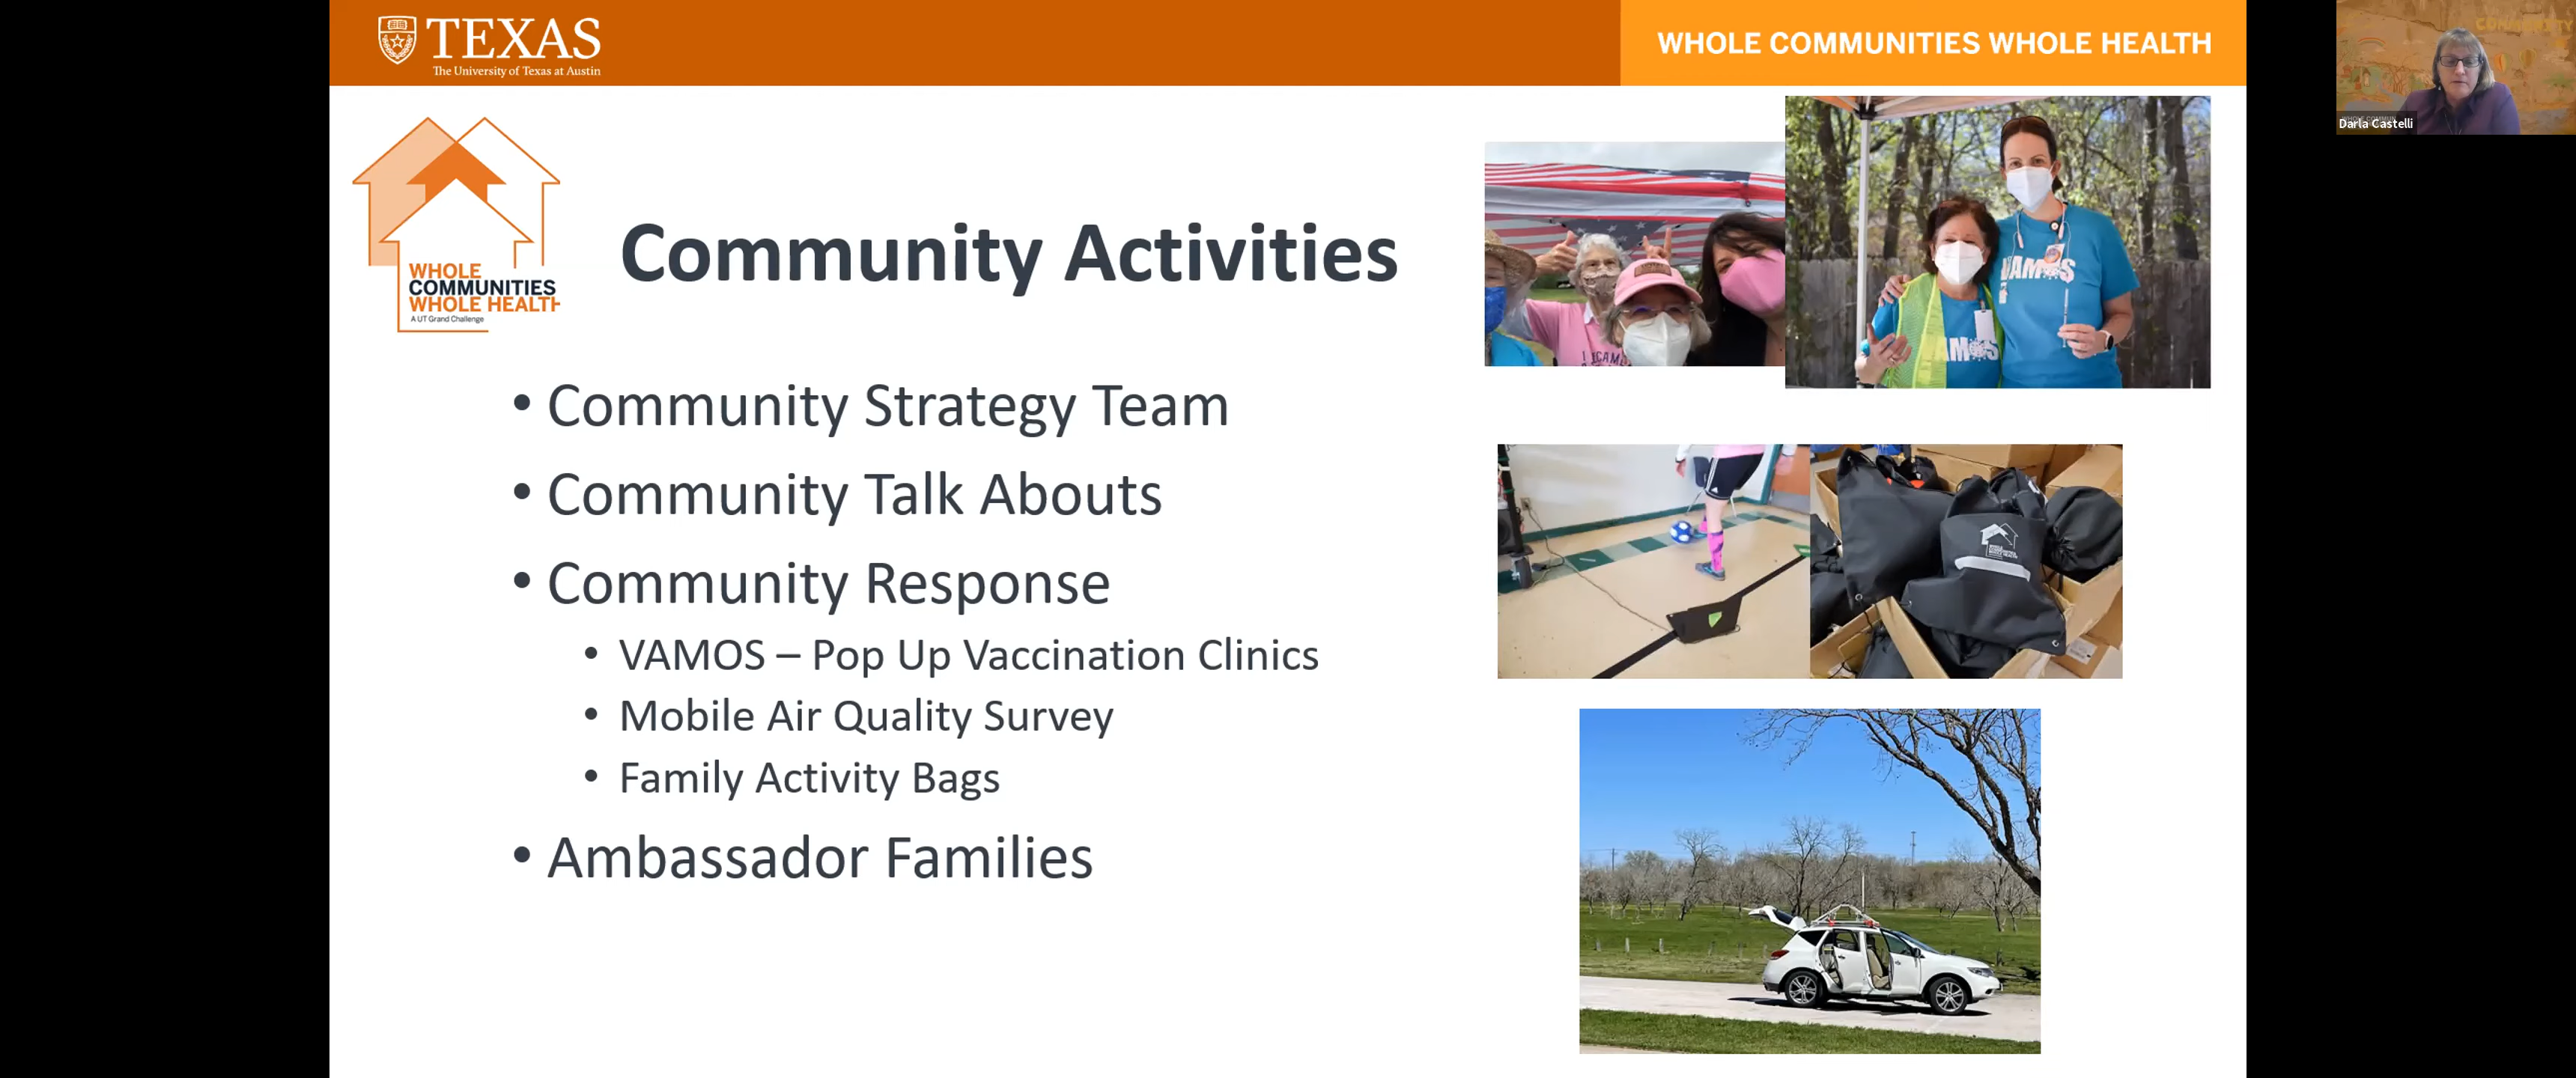 TEXAS
The University of Texas at Austin
WHOLE COMMUNITIES WHOLE HEALTH
Darla Castelli
WHOLE
COMMUNITIES
WHOLE HEALTH
A UT Grand Challenge
Community Activities
• Community Strategy Team
• Community Talk Abouts
• Community Response
• VAMOS – Pop Up Vaccination Clinics
• Mobile Air Quality Survey
• Family Activity Bags
• Ambassador Families
VAMOS